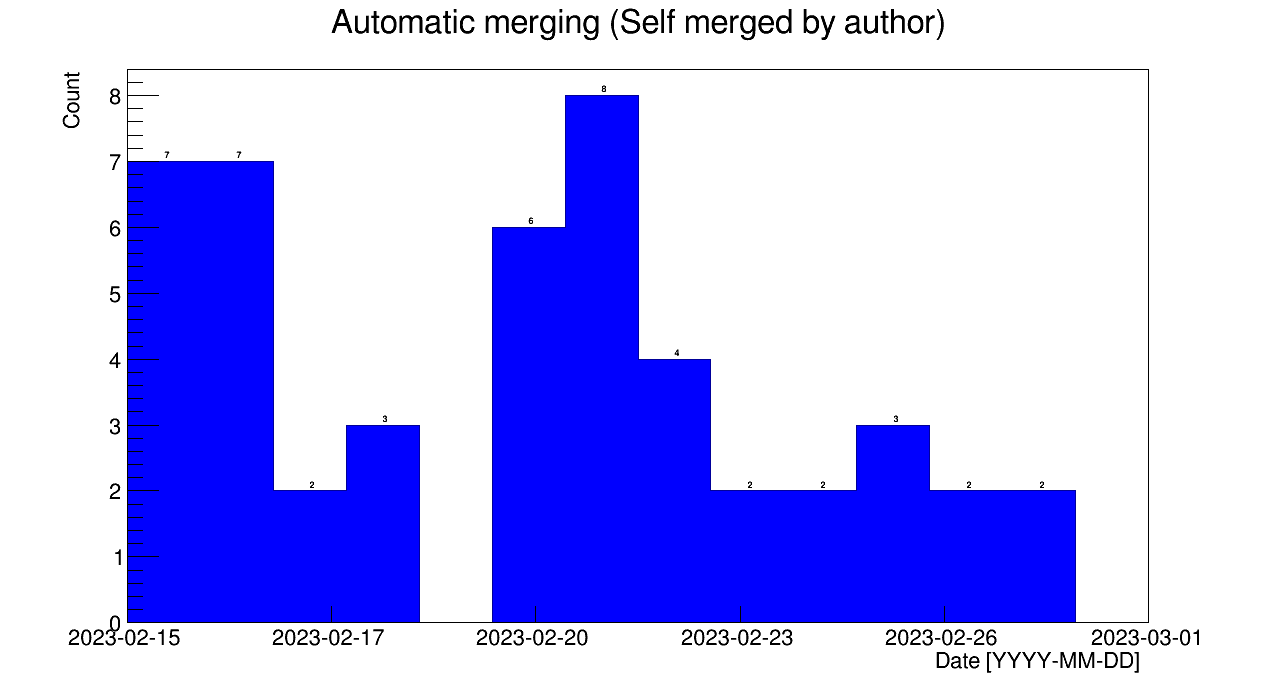 Automatic merging (Self merged by author)
Count
8
7
6
5
4
3
2
1
0
7 7 2 3 6 8 4 2 2 3 2 2
2023-02-15 2023-02-17 2023-02-20 2023-02-23 2023-02-26 2023-03-01
Date [YYYY-MM-DD]